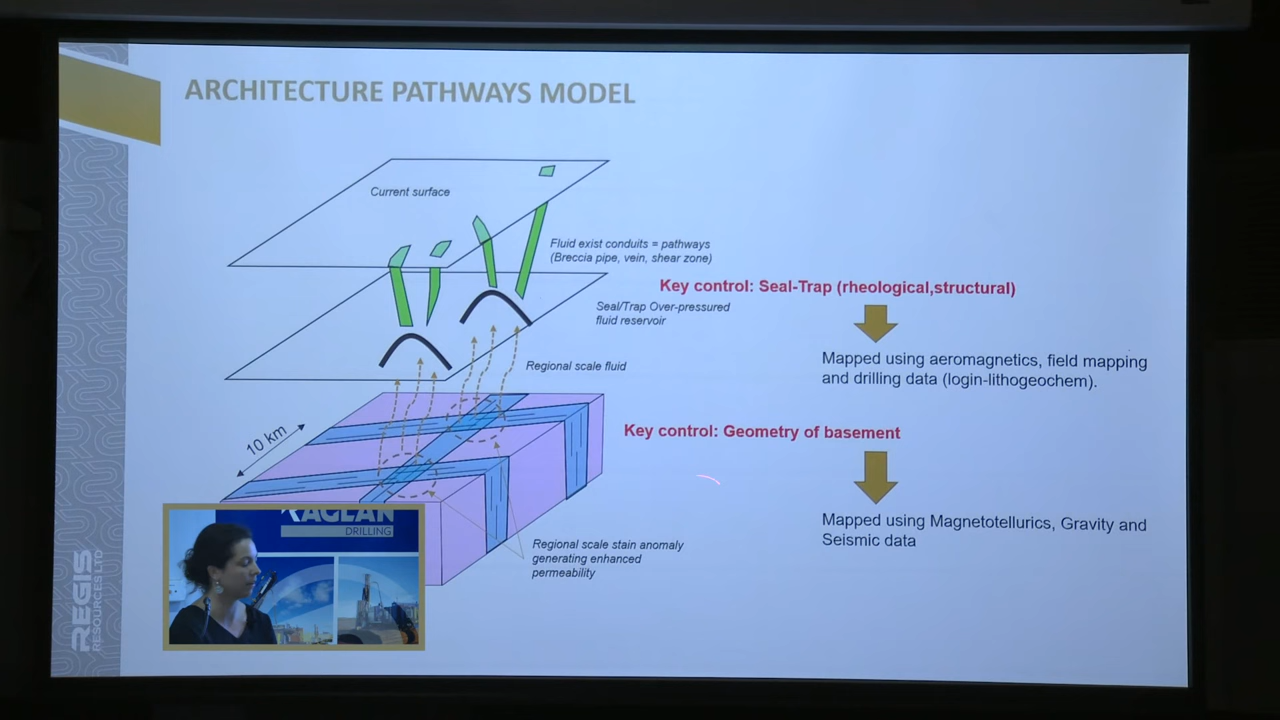 ARCHITECTURE PATHWAYS MODEL
Current surface
Fluid exist conduits = pathways
(Breccia pipe, vein, shear zone)
Key control: Seal-Trap (rheological,structural)
Seal/Trap Over-pressured
fluid reservoir
Mapped using aeromagnetics, field mapping
and drilling data (login-lithogeochem).
Regional scale fluid
10 km
Key control: Geometry of basement
Mapped using Magnetotellurics, Gravity and
Seismic data
Regional scale stain anomaly
generating enhanced
permeability
DRILLING
REGIS
RESOURCES LTD